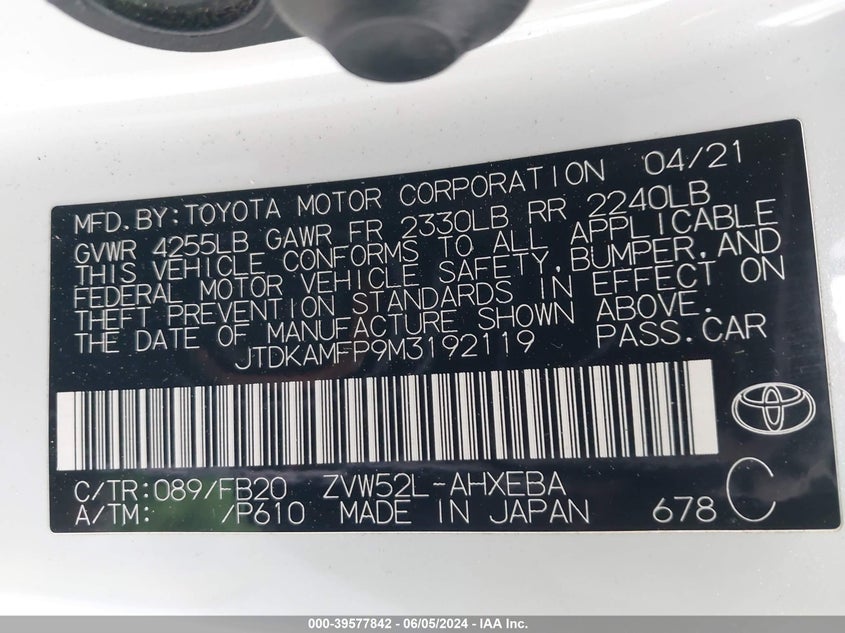 MFD.BY:TOYOTA MOTOR CORPORATION 04/21
GVWR 4255LB GAWR FR 2330LB RR 2240LB
THIS VEHICLE CONFORMS TO ALL APPLICABLE
FEDERAL MOTOR VEHICLE SAFETY,BUMPER,AND
THEFT PREVENTION STANDARDS IN EFFECT ON
THE DATE OF MANUFACTURE SHOWN ABOVE.
JTDKAMFP9M3192119 PASS.CAR
C/TR:089/FB20 ZVW52L-AHXEBA
A/TM: /P610 MADE IN JAPAN 678 C
000-39577842 - 06/05/2024 - IAA Inc.